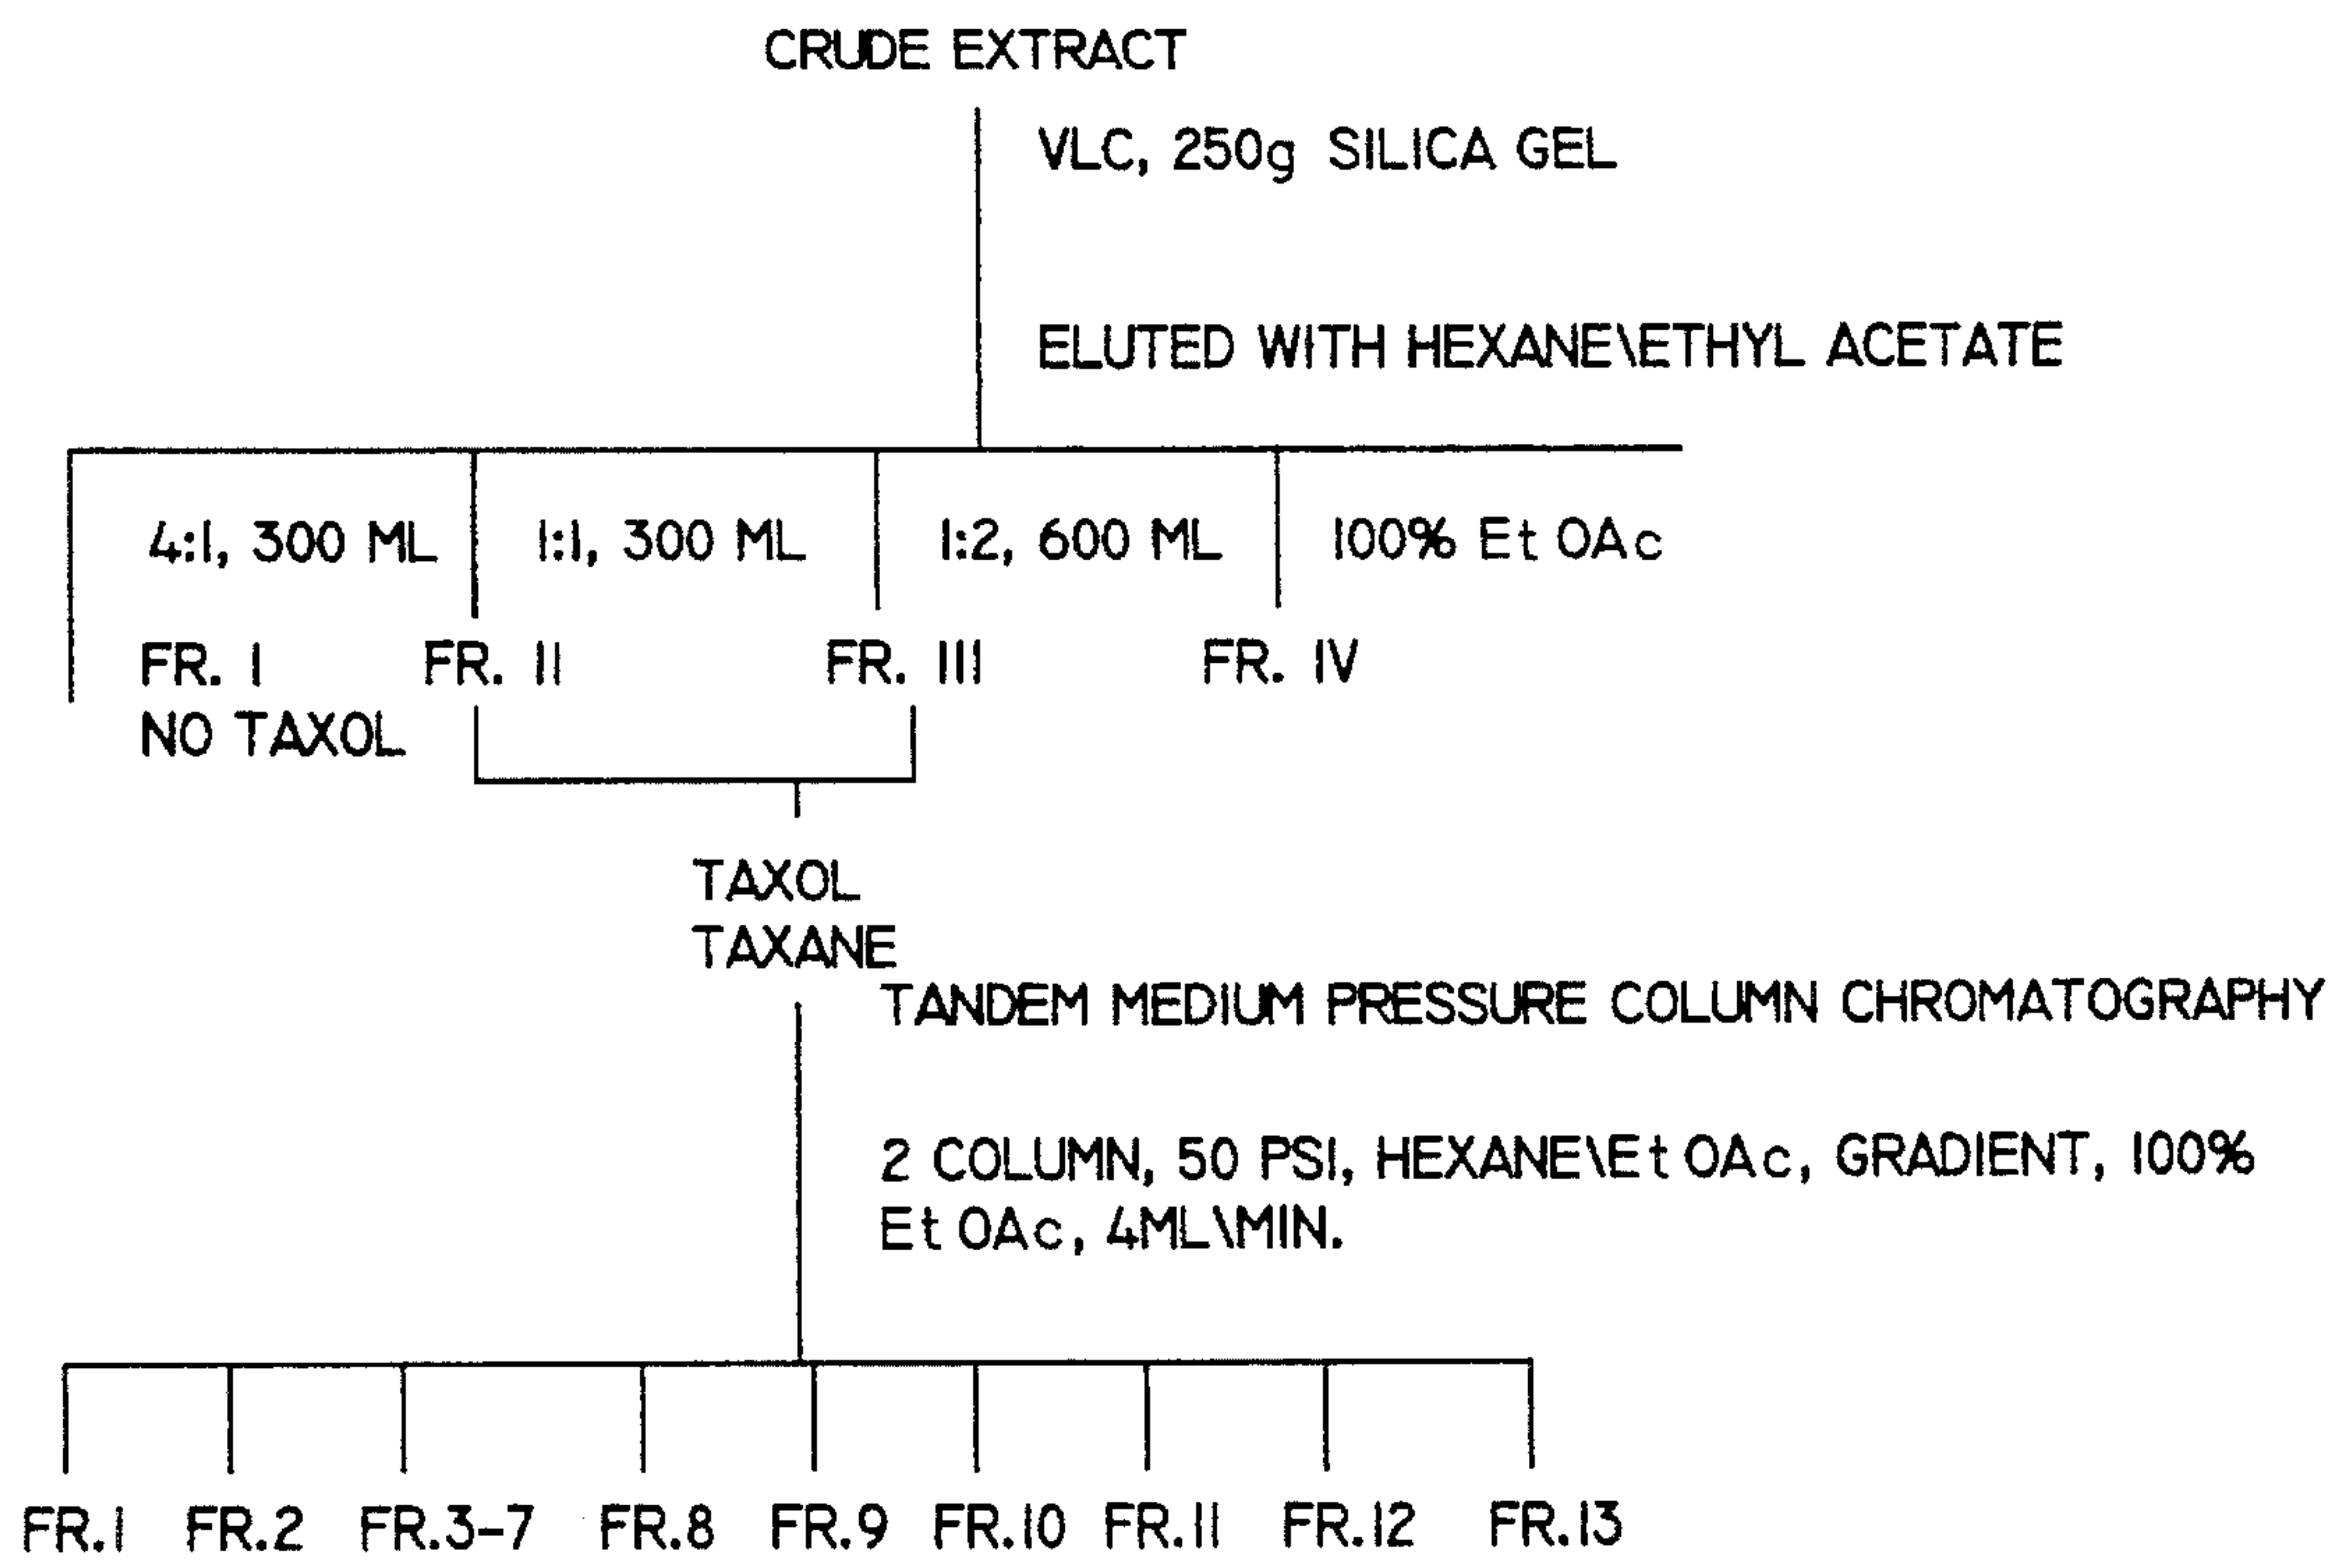 CRUDE EXTRACT
VLC, 250g SILICA GEL
ELUTED WITH HEXANE\ETHYL ACETATE
4:1, 300 ML 1:1, 300 ML 1:2, 600 ML 100% Et OAc
FR. I FR. II FR. III FR. IV
NO TAXOL
TAXOL
TAXANE
TANDEM MEDIUM PRESSURE COLUMN CHROMATOGRAPHY
2 COLUMN, 50 PSI, HEXANE\Et OAc, GRADIENT, 100%
Et OAc, 4ML\MIN.
FR.1 FR.2 FR.3-7 FR.8 FR.9 FR.10 FR.11 FR.12 FR.13